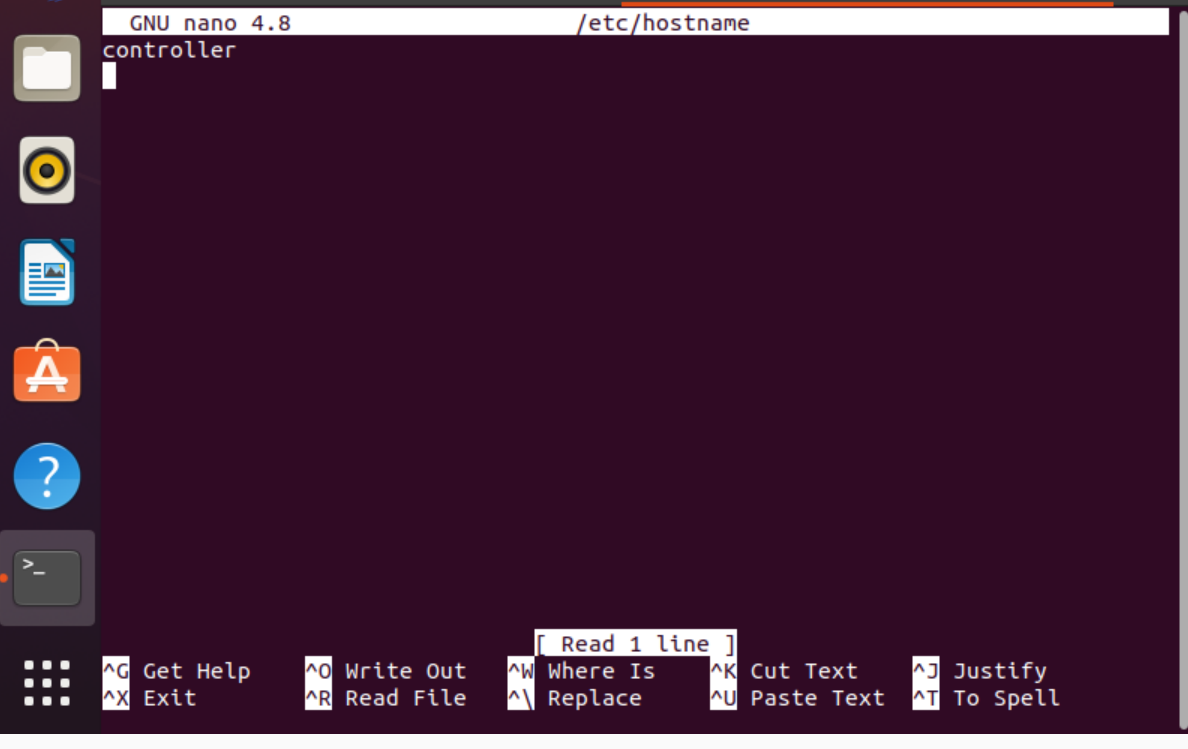 GNU nano 4.8 /etc/hostname
controller
[ Read 1 line ]
^G Get Help ^O Write Out ^W Where Is ^K Cut Text ^J Justify
^X Exit ^R Read File ^\ Replace ^U Paste Text ^T To Spell